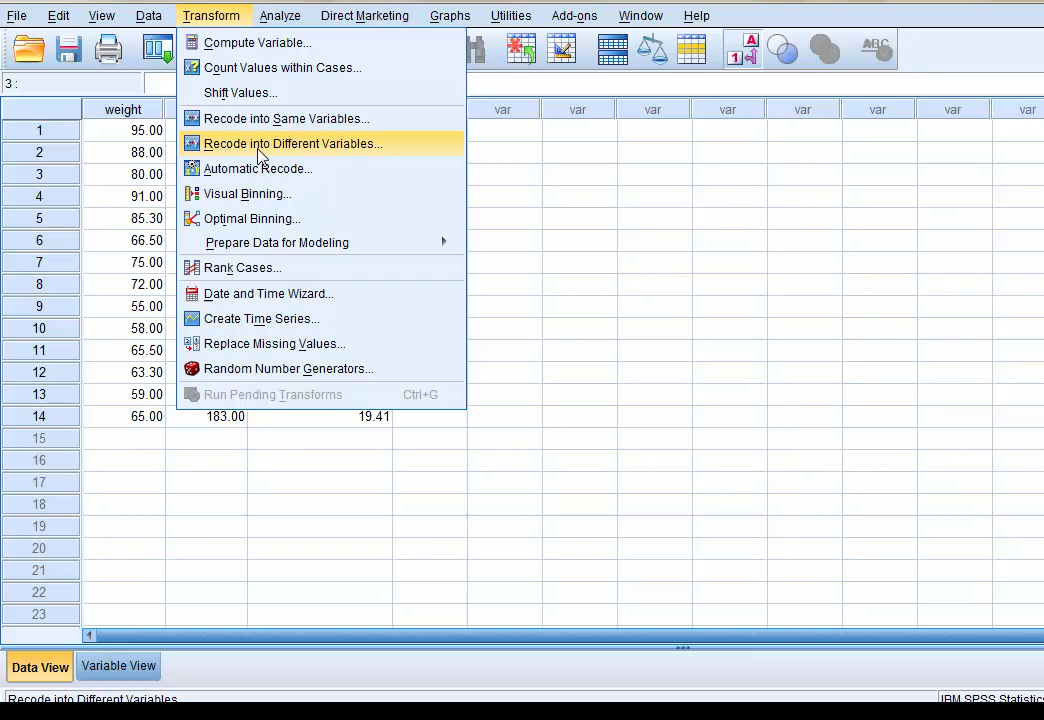 File Edit View Data Transform Analyze Direct Marketing Graphs Utilities Add-ons Window Help
Compute Variable...
Count Values within Cases...
Shift Values...
Recode into Same Variables...
Recode into Different Variables...
Automatic Recode...
Visual Binning...
Optimal Binning...
Prepare Data for Modeling
Rank Cases...
Date and Time Wizard...
Create Time Series...
Replace Missing Values...
Random Number Generators...
Run Pending Transforms Ctrl+G
A
1
ABC
3 :
weight var var var var var var var var
1 95.00
2 88.00
3 80.00
4 91.00
5 85.30
6 66.50
7 75.00
8 72.00
9 55.00
10 58.00
11 65.50
12 63.30
13 59.00
14 65.00 183.00 19.41
15
16
17
18
19
20
21
22
23
Data View Variable View
Recode into Different Variables IBM SPSS Statistics